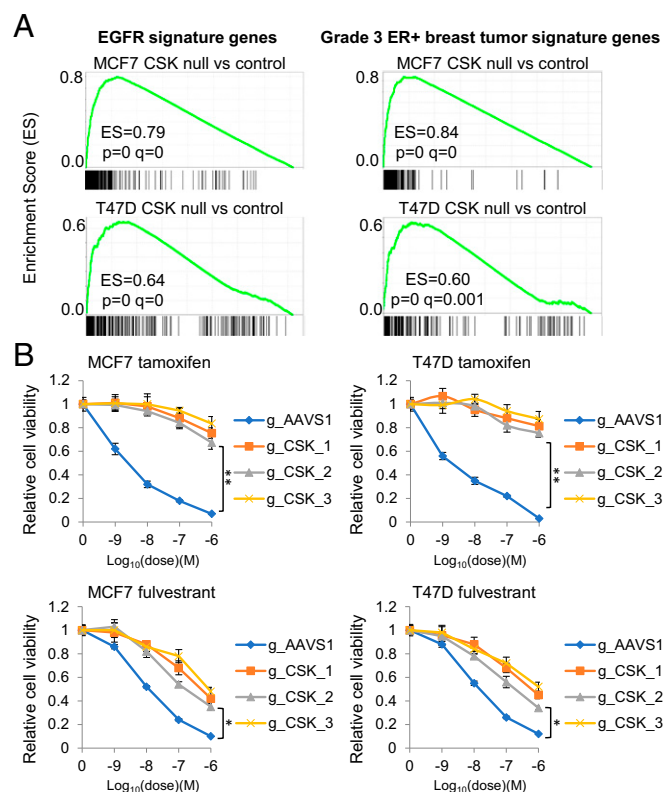 A
EGFR signature genes
Grade 3 ER+ breast tumor signature genes
MCF7 CSK null vs control
MCF7 CSK null vs control
Enrichment Score (ES)
0.8
ES=0.79
p=0 q=0
0.0
0.8
ES=0.84
p=0 q=0
0.0
T47D CSK null vs control
T47D CSK null vs control
0.6
ES=0.64
p=0 q=0
0.0
0.6
ES=0.60
p=0 q=0.001
0.0
B
MCF7 tamoxifen
Relative cell viability
1.2
1
0.8
0.6
0.4
0.2
0
0 -9 -8 -7 -6
Log10(dose)(M)
g_AAVS1
g_CSK_1
g_CSK_2
g_CSK_3
**
T47D tamoxifen
Relative cell viability
1.2
1
0.8
0.6
0.4
0.2
0
0 -9 -8 -7 -6
Log10(dose)(M)
g_AAVS1
g_CSK_1
g_CSK_2
g_CSK_3
**
MCF7 fulvestrant
Relative cell viability
1.2
1
0.8
0.6
0.4
0.2
0
0 -9 -8 -7 -6
Log10(dose)(M)
g_AAVS1
g_CSK_1
g_CSK_2
g_CSK_3
*
T47D fulvestrant
Relative cell viability
1.2
1
0.8
0.6
0.4
0.2
0
0 -9 -8 -7 -6
Log10(dose)(M)
g_AAVS1
g_CSK_1
g_CSK_2
g_CSK_3
*